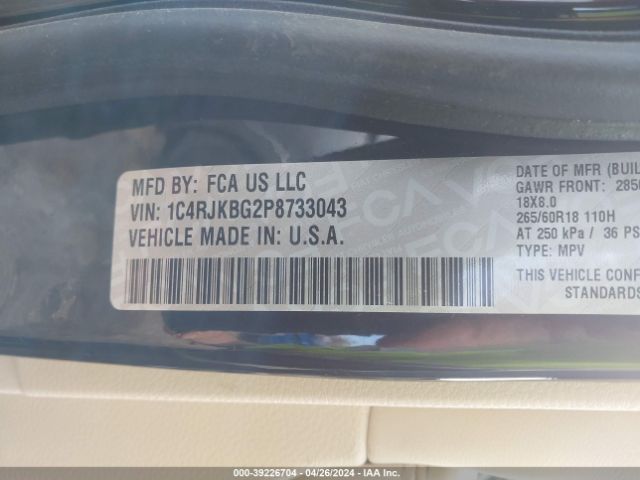 MFD BY: FCA US LLC
VIN: 1C4RJKBG2P8733043
VEHICLE MADE IN: U.S.A.
DATE OF MFR (BUIL
GAWR FRONT: 285
18X8.0
265/60R18 110H
AT 250 kPa / 36 PS
TYPE: MPV
THIS VEHICLE CONF
STANDARDS
000-39226704 - 04/26/2024 - IAA Inc.